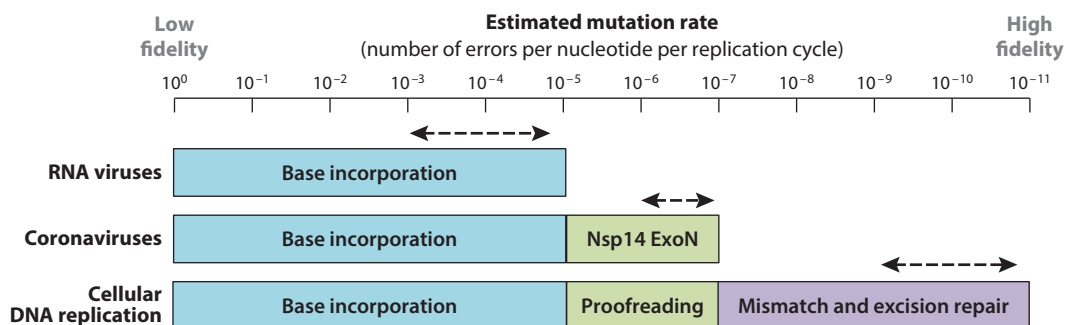 Low fidelity
Estimated mutation rate
(number of errors per nucleotide per replication cycle)
High fidelity
10⁰ 10⁻¹ 10⁻² 10⁻³ 10⁻⁴ 10⁻⁵ 10⁻⁶ 10⁻⁷ 10⁻⁸ 10⁻⁹ 10⁻¹⁰ 10⁻¹¹
RNA viruses Base incorporation
Coronaviruses Base incorporation Nsp14 ExoN
Cellular
DNA replication Base incorporation Proofreading Mismatch and excision repair